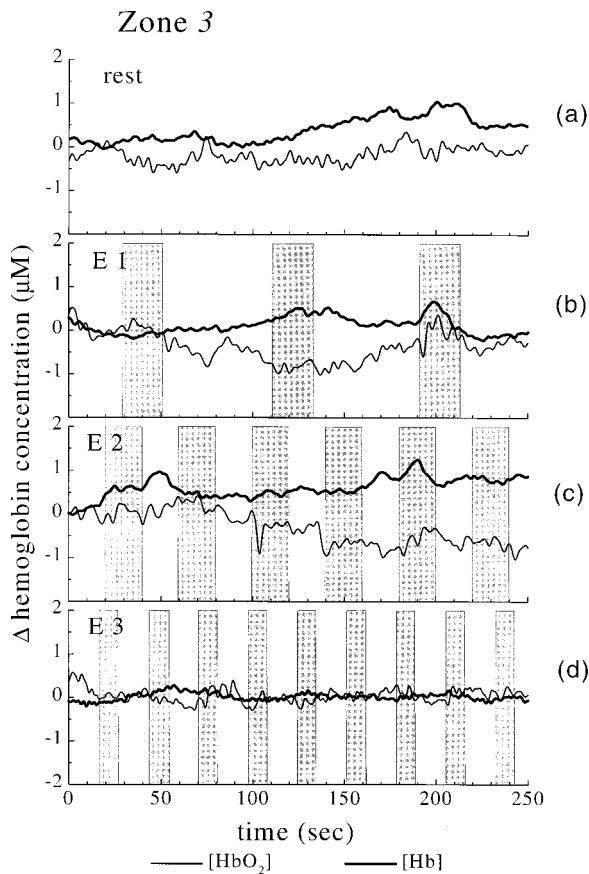 Zone 3
rest
2
1
0
-1
(a)
E 1
2
1
0
-1
(b)
E 2
2
1
0
-1
(c)
E 3
2
1
0
-1
-2
(d)
Δ hemoglobin concentration (μM)
0 50 100 150 200 250
time (sec)
[HbO₂] [Hb]